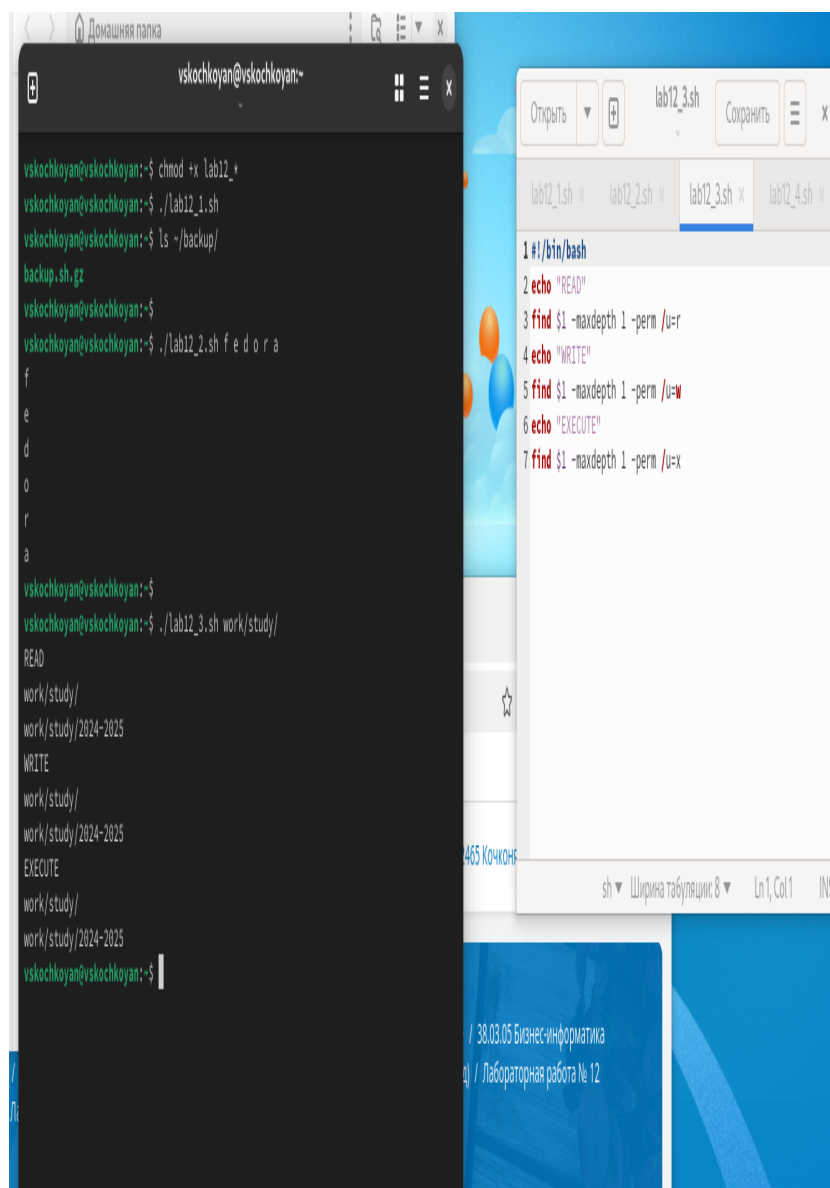 Домашняя папка
vskochkoyan@vskochkoyan:~
~
vskochkoyan@vskochkoyan:~$ chmod +x lab12_*
vskochkoyan@vskochkoyan:~$ ./lab12_1.sh
vskochkoyan@vskochkoyan:~$ ls ~/backup/
backup.sh.gz
vskochkoyan@vskochkoyan:~$
vskochkoyan@vskochkoyan:~$ ./lab12_2.sh f e d o r a
f
e
d
o
r
a
vskochkoyan@vskochkoyan:~$
vskochkoyan@vskochkoyan:~$ ./lab12_3.sh work/study/
READ
work/study/
work/study/2024-2025
WRITE
work/study/
work/study/2024-2025
EXECUTE
work/study/
work/study/2024-2025
vskochkoyan@vskochkoyan:~$
Открыть lab12_3.sh Сохранить
~
lab12_1.sh × lab12_2.sh × lab12_3.sh × lab12_4.sh ×
1 #!/bin/bash
2 echo "READ"
3 find $1 -maxdepth 1 -perm /u=r
4 echo "WRITE"
5 find $1 -maxdepth 1 -perm /u=w
6 echo "EXECUTE"
7 find $1 -maxdepth 1 -perm /u=x
sh Ширина табуляции: 8 Ln 1, Col 1 INS
2465 Кочконя
/ 38.03.05 Бизнес-информатика
д) / Лабораторная работа № 12
/
Ла